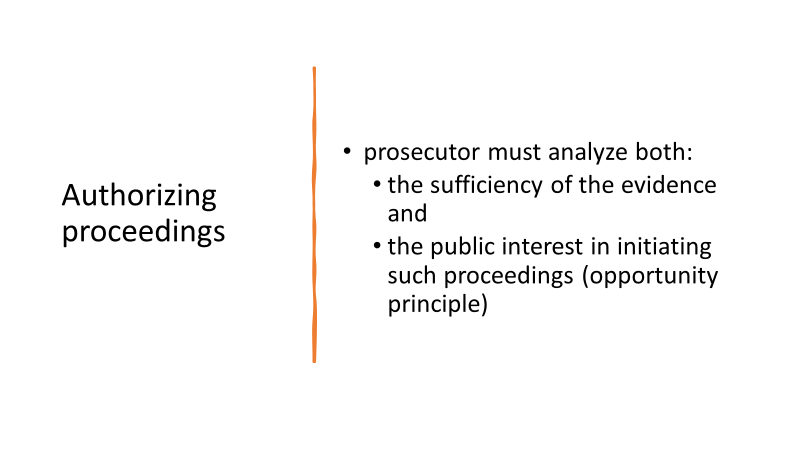 Authorizing
proceedings
• prosecutor must analyze both:
• the sufficiency of the evidence
and
• the public interest in initiating
such proceedings (opportunity
principle)